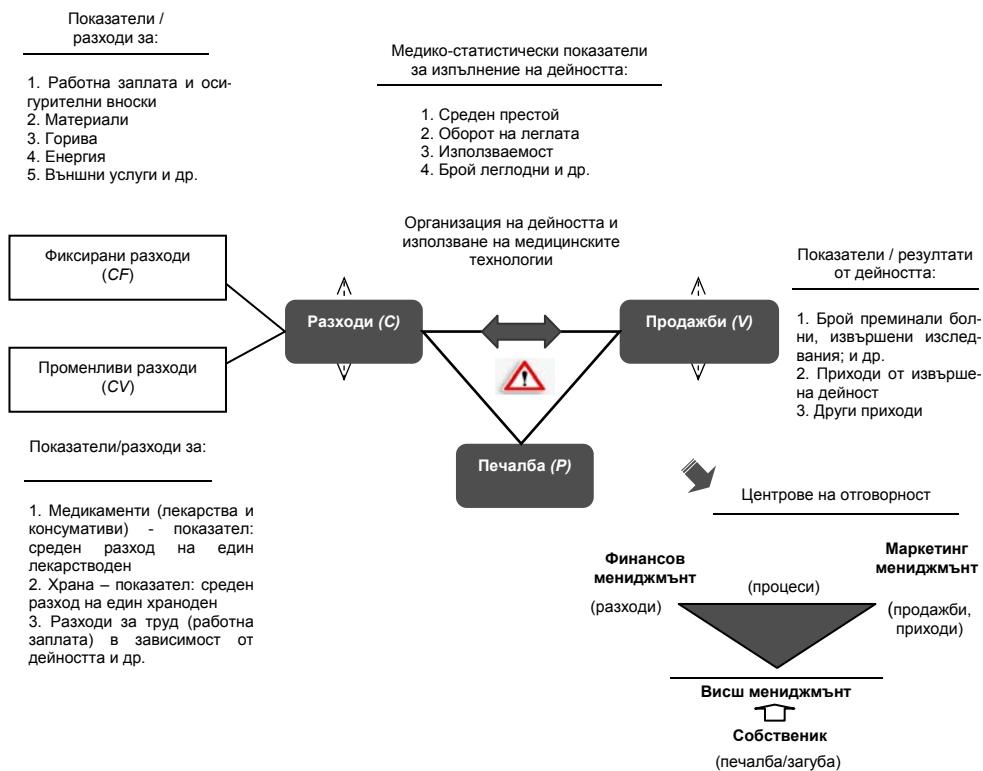 Показатели /
разходи за:
1. Работна заплата и оси-
гурителни вноски
2. Материали
3. Горива
4. Енергия
5. Външни услуги и др.
Медико-статистически показатели
за изпълнение на дейността:
1. Среден престой
2. Оборот на леглата
3. Използваемост
4. Брой леглодни и др.
Организация на дейността и
използване на медицинските
технологии
Фиксирани разходи
(CF)
Променливи разходи
(CV)
Разходи (C)
Продажби (V)
Печалба (P)
Показатели / резултати
от дейността:
1. Брой преминали бол-
ни, извършени изслед-
вания; и др.
2. Приходи от извърше-
на дейност
3. Други приходи
Показатели/разходи за:
1. Медикаменти (лекарства и
консумативи) - показател:
среден разход на един
лекарстводен
2. Храна – показател: среден
разход на един храноден
3. Разходи за труд (работна
заплата) в зависимост от
дейността и др.
Центрове на отговорност
Финансов
мениджмънт
(разходи)
(процеси)
Маркетинг
мениджмънт
(продажби,
приходи)
Висш мениджмънт
Собственик
(печалба/загуба)